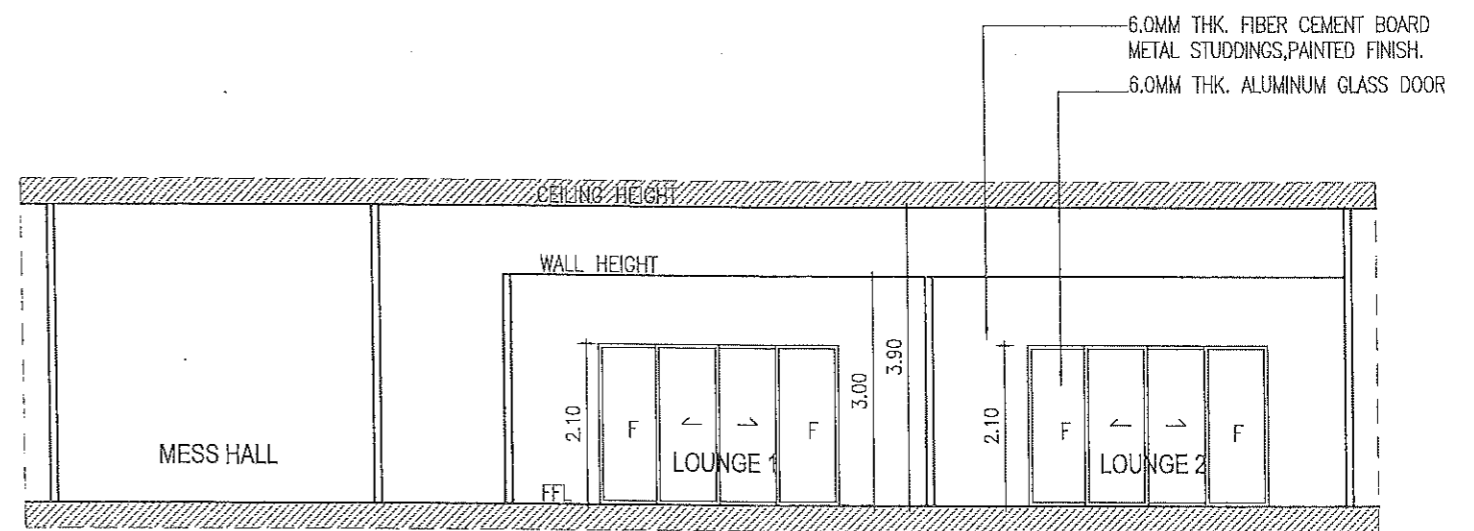 6.0MM THK. FIBER CEMENT BOARD
METAL STUDDINGS,PAINTED FINISH.
6.0MM THK. ALUMINUM GLASS DOOR
CEILING HEIGHT
WALL HEIGHT
2.10
F
F
3.00
3.90
2.10
F
F
MESS HALL
LOUNGE 1
LOUNGE 2
FFL